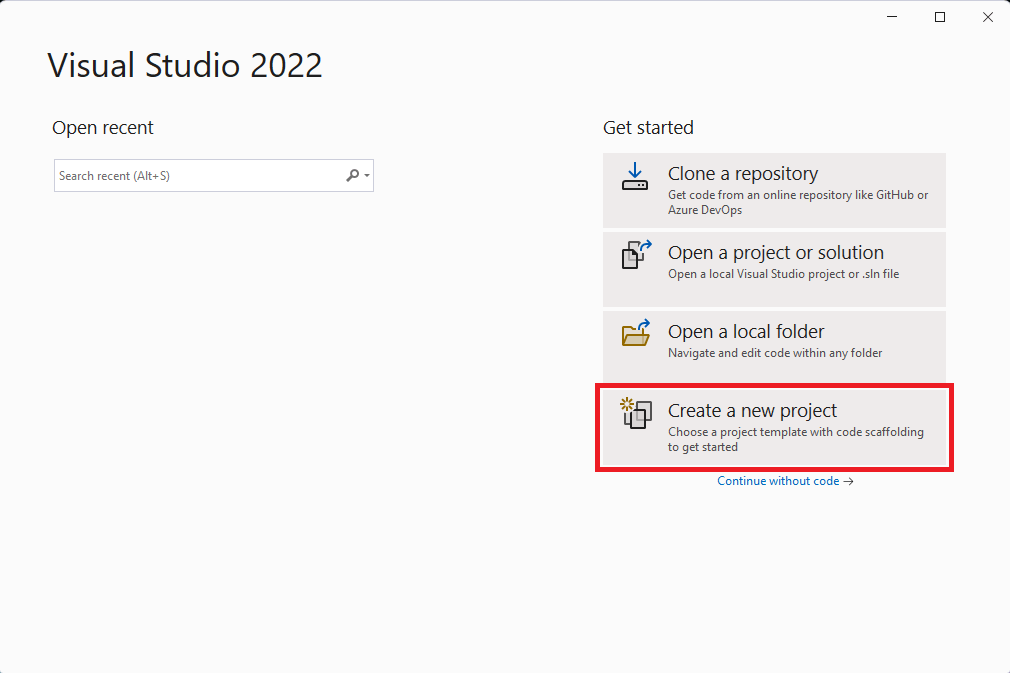 Visual Studio 2022
Open recent
Search recent (Alt+S)
Get started
Clone a repository
Get code from an online repository like GitHub or
Azure DevOps
Open a project or solution
Open a local Visual Studio project or .sln file
Open a local folder
Navigate and edit code within any folder
Create a new project
Choose a project template with code scaffolding
to get started
Continue without code →